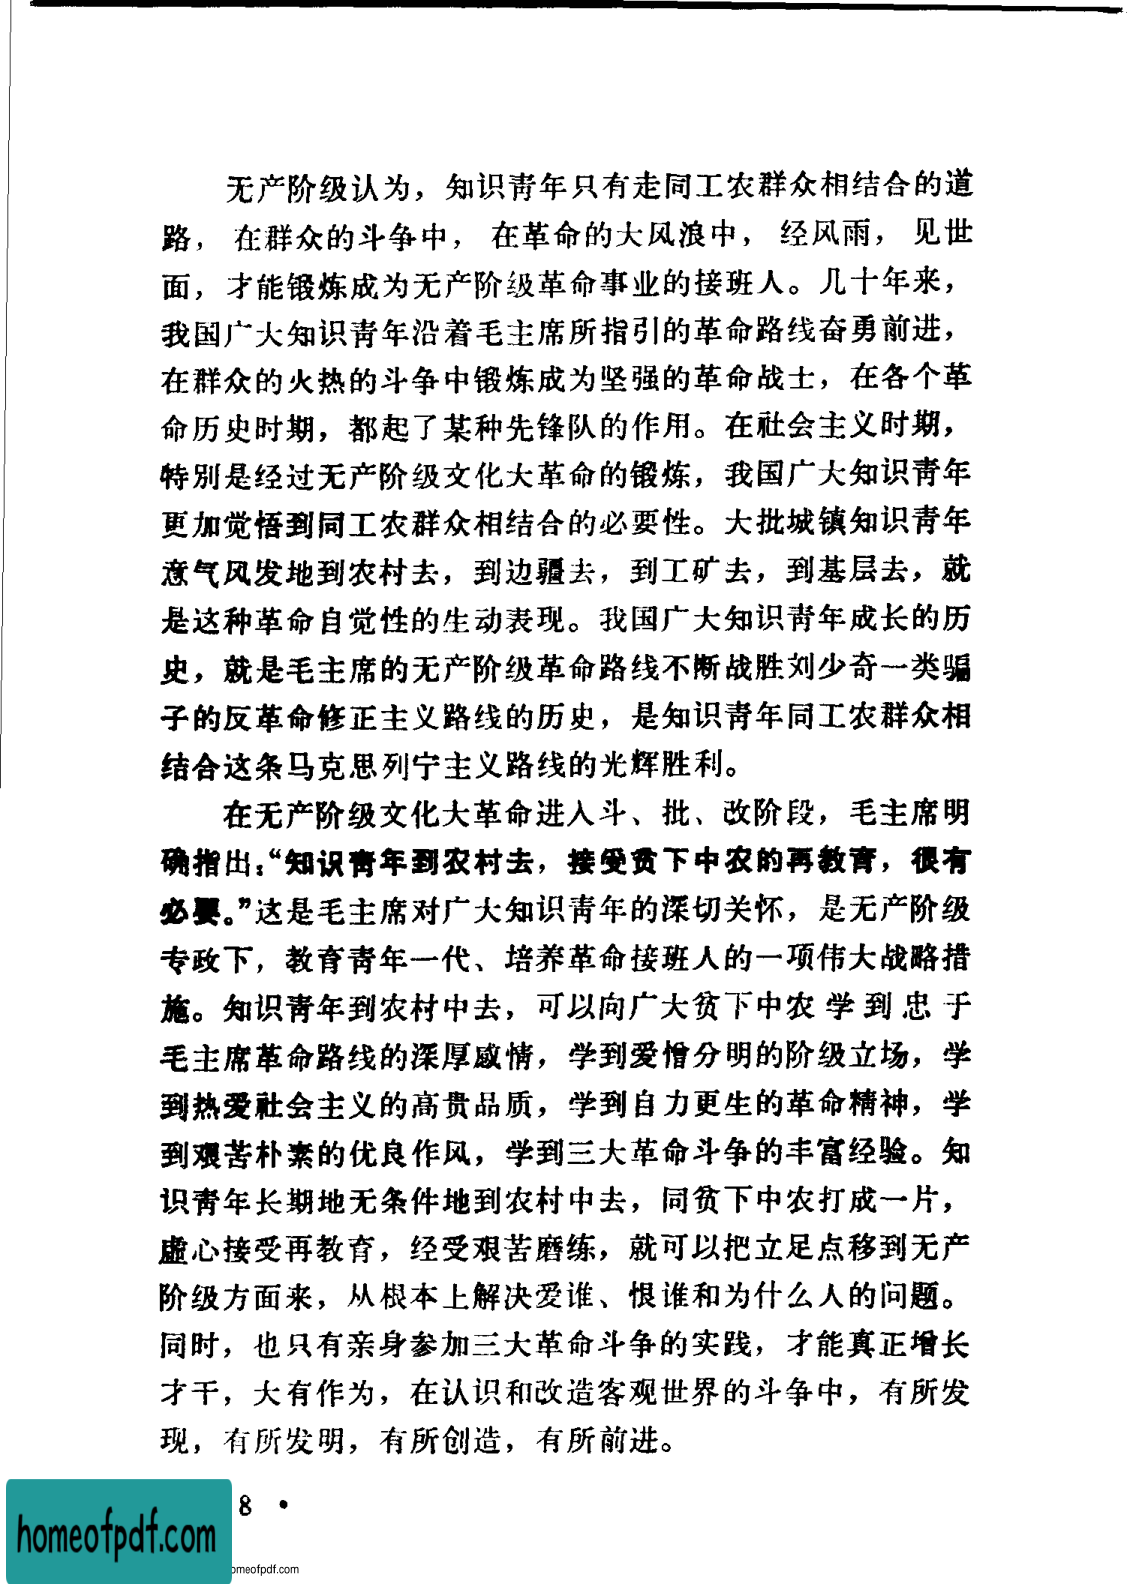 无产阶级认为，知识青年只有走同工农群众相结合的道
路，在群众的斗争中，在革命的大风浪中，经风雨，见世
面，才能锻炼成为无产阶级革命事业的接班人。几十年来，
我国广大知识青年沿着毛主席所指引的革命路线奋勇前进，
在群众的火热的斗争中锻炼成为坚强的革命战士，在各个革
命历史时期，都起了某种先锋队的作用。在社会主义时期，
特别是经过无产阶级文化大革命的锻炼，我国广大知识青年
更加觉悟到同工农群众相结合的必要性。大批城镇知识青年
意气风发地到农村去，到边疆去，到工矿去，到基层去，就
是这种革命自觉性的生动表现。我国广大知识青年成长的历
史，就是毛主席的无产阶级革命路线不断战胜刘少奇一类骗
子的反革命修正主义路线的历史，是知识青年同工农群众相
结合这条马克思列宁主义路线的光辉胜利。
在无产阶级文化大革命进入斗、批、改阶段，毛主席明
确指出：“知识青年到农村去，接受贫下中农的再教育，很有
必要。”这是毛主席对广大知识青年的深切关怀，是无产阶级
专政下，教育青年一代、培养革命接班人的一项伟大战略措
施。知识青年到农村中去，可以向广大贫下中农学到忠于
毛主席革命路线的深厚感情，学到爱憎分明的阶级立场，学
到热爱社会主义的高贵品质，学到自力更生的革命精神，学
到艰苦朴素的优良作风，学到三大革命斗争的丰富经验。知
识青年长期地无条件地到农村中去，同贫下中农打成一片，
虚心接受再教育，经受艰苦磨练，就可以把立足点移到无产
阶级方面来，从根本上解决爱谁、恨谁和为什么人的问题。
同时，也只有亲身参加三大革命斗争的实践，才能真正增长
才干，大有作为，在认识和改造客观世界的斗争中，有所发
现，有所发明，有所创造，有所前进。
8 •
homeofpdf.com
omeofpdf.com